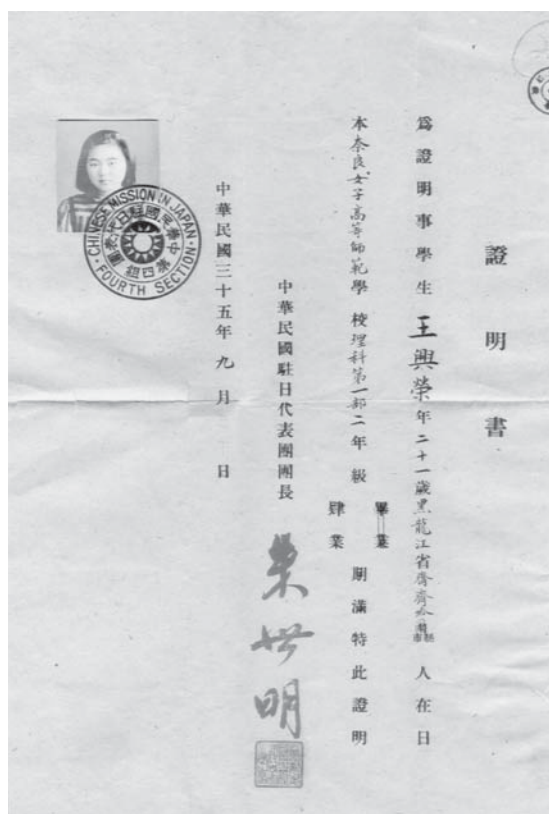 證明書
爲證明事學生王興榮年二十一歲黑龍江省齊齊哈爾市縣人在日
本奈良女子高等師範學校理科第一部二年級
畢業
肄業
期滿特此證明
中華民國駐日代表團團長
朱世明
中華民國三十五年九月 日
CHINESE MISSION IN JAPAN
中華民國駐日代表團
第四組
FOURTH SECTION